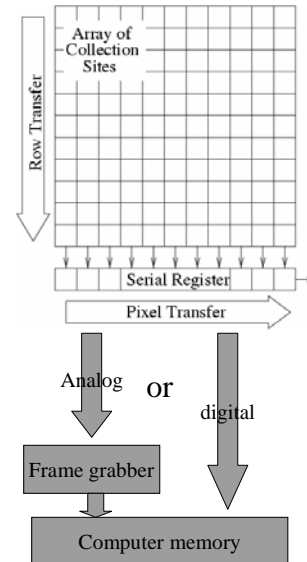 Array of
Collection
Sites
Row Transfer
Serial Register
Pixel Transfer
Analog
or
digital
Frame grabber
Computer memory